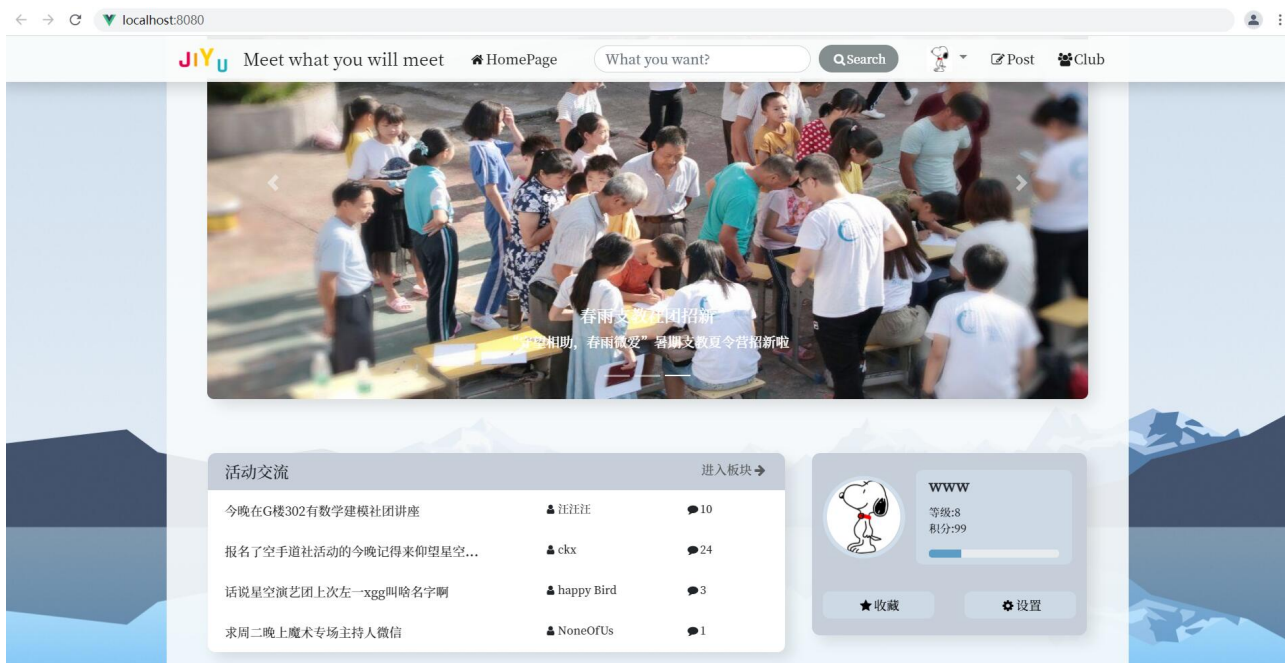 localhost:8080
JIYU Meet what you will meet HomePage What you want? Search Post Club
春雨支教社团招新
相助，春雨微爱”暑期支教夏令营招新啦
活动交流 进入板块
今晚在G楼302有数学建模社团讲座 汪汪汪 10
报名了空手道社活动的今晚记得来仰望星空... ckx 24
话说星空演艺团上次左一xgg叫啥名字啊 happy Bird 3
求周二晚上魔术专场主持人微信 NoneOfUs 1
www
等级:8
积分:99
收藏 设置